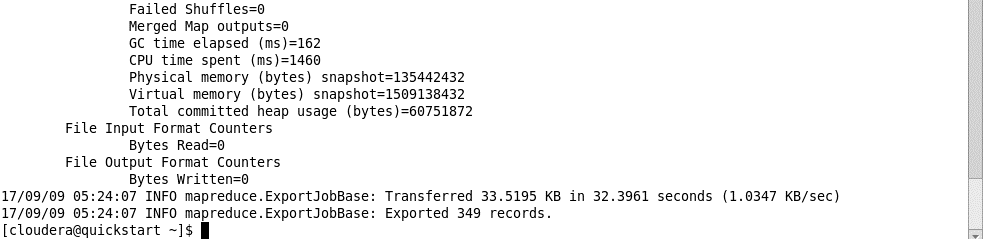 Failed Shuffles=0
Merged Map outputs=0
GC time elapsed (ms)=162
CPU time spent (ms)=1460
Physical memory (bytes) snapshot=135442432
Virtual memory (bytes) snapshot=1509138432
Total committed heap usage (bytes)=60751872
File Input Format Counters
Bytes Read=0
File Output Format Counters
Bytes Written=0
17/09/09 05:24:07 INFO mapreduce.ExportJobBase: Transferred 33.5195 KB in 32.3961 seconds (1.0347 KB/sec)
17/09/09 05:24:07 INFO mapreduce.ExportJobBase: Exported 349 records.
[cloudera@quickstart ~]$